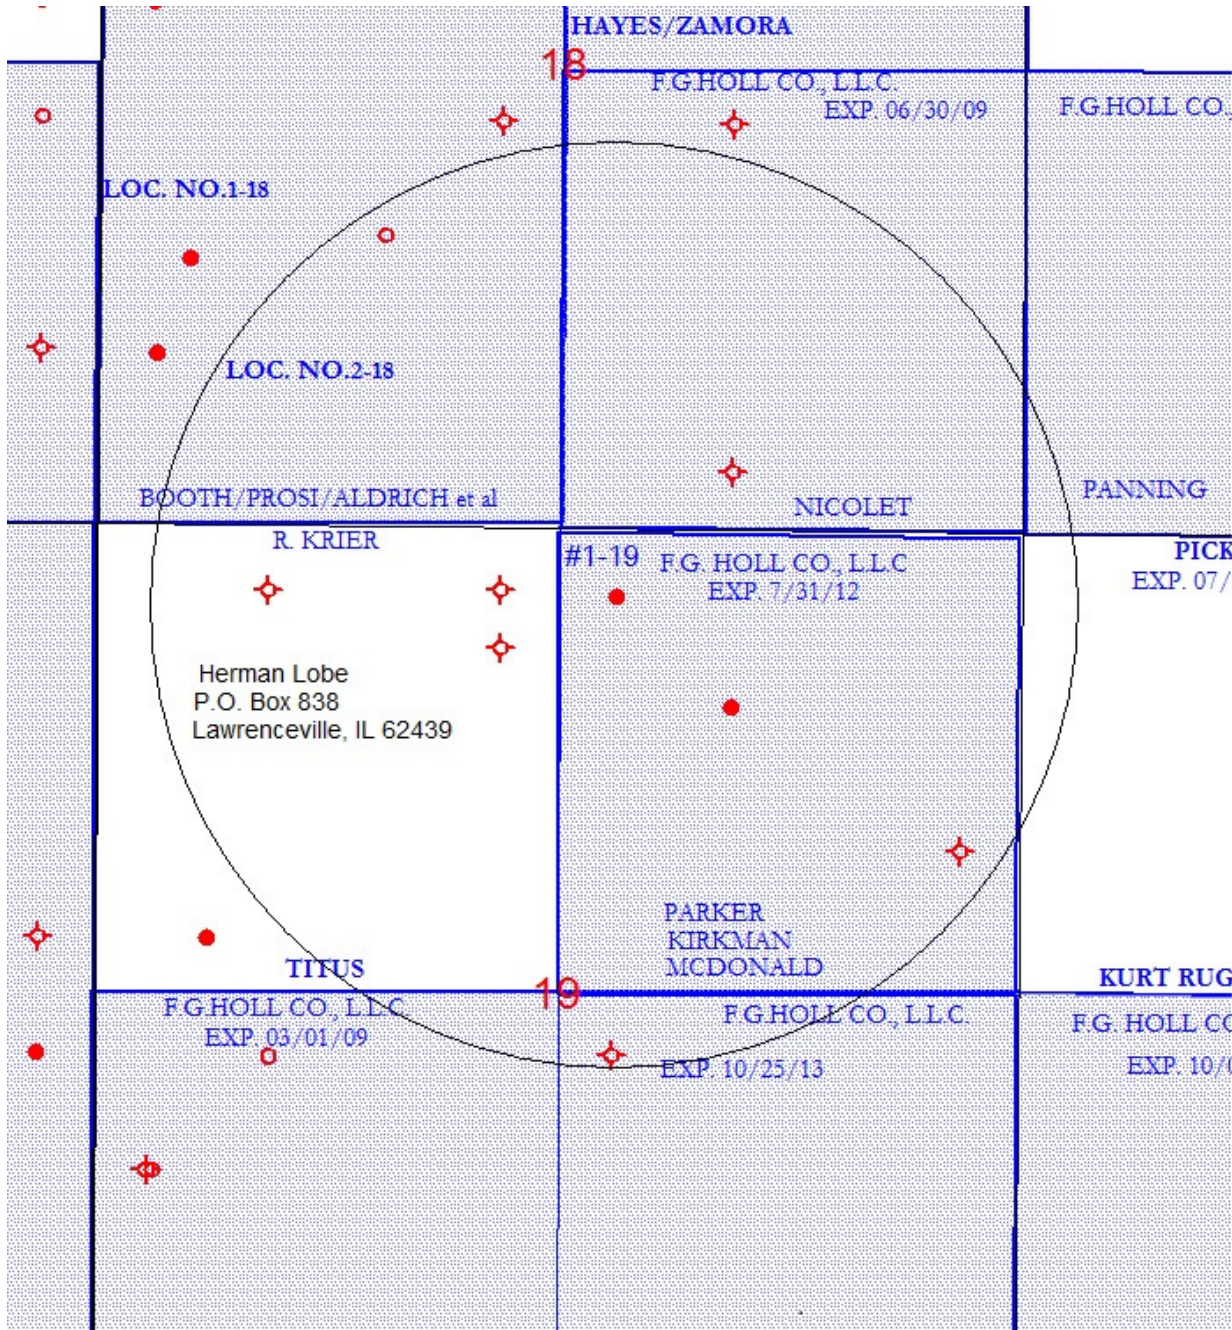 HAYES/ZAMORA
18
F.G.HOLL CO., L.L.C.
EXP. 06/30/09
F.G.HOLL CO.,
LOC. NO.1-18
LOC. NO.2-18
BOOTH/PROSI/ALDRICH et al
NICOLET
PANNING
R. KRIER
#1-19
F.G. HOLL CO., L.L.C
EXP. 7/31/12
PICK
EXP. 07/
Herman Lobe
P.O. Box 838
Lawrenceville, IL 62439
PARKER
KIRKMAN
MCDONALD
TITUS
19
KURT RUG
F.G.HOLL CO., L.L.C.
EXP. 03/01/09
F.G.HOLL CO., L.L.C.
EXP. 10/25/13
F.G. HOLL CO
EXP. 10/0